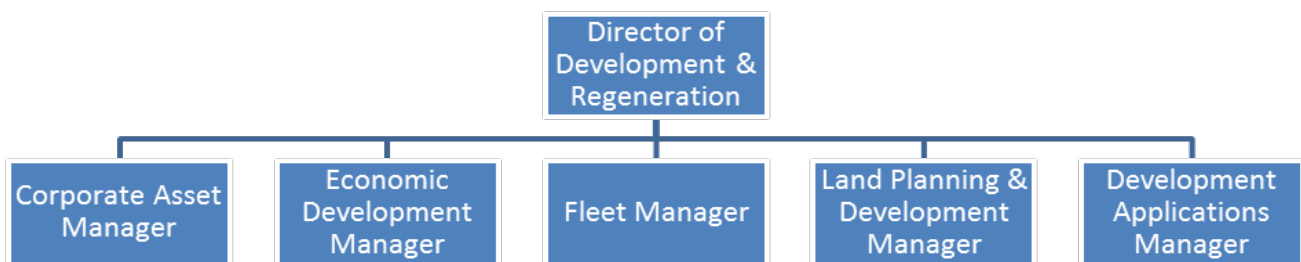 Director of
Development &
Regeneration
Corporate Asset
Manager
Economic
Development
Manager
Fleet Manager
Land Planning &
Development
Manager
Development
Applications
Manager